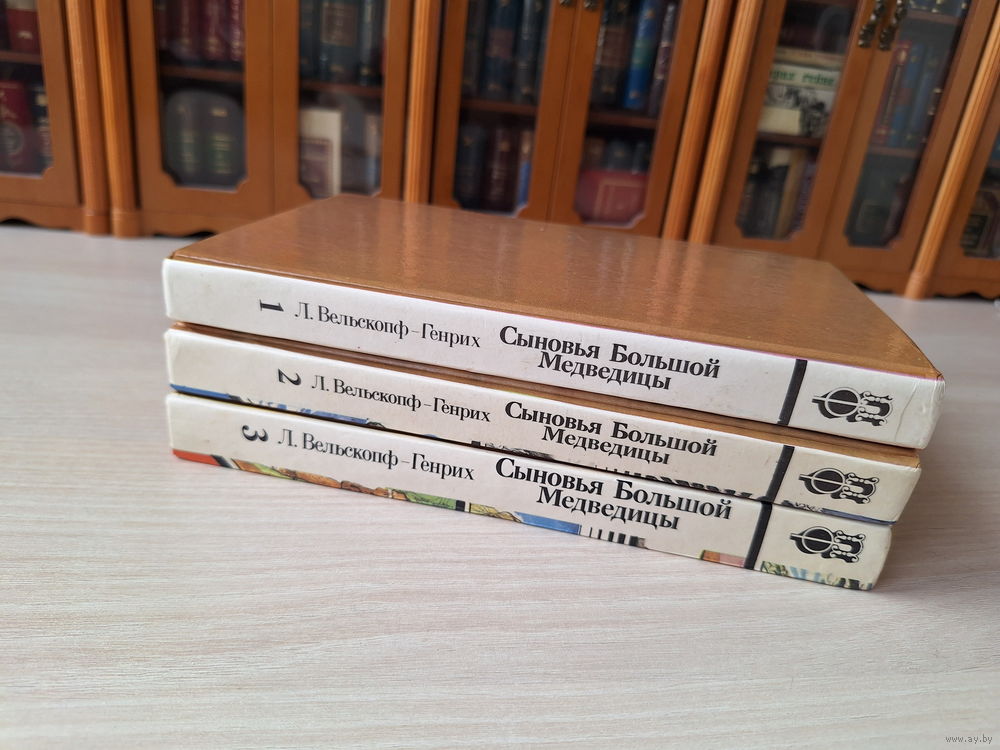 1 Л. Вельскопф-Генрих Сыновья Большой
Медведицы
2 Л. Вельскопф-Генрих Сыновья Большой
Медведицы
3 Л. Вельскопф-Генрих Сыновья Большой
Медведицы
www.ay.by